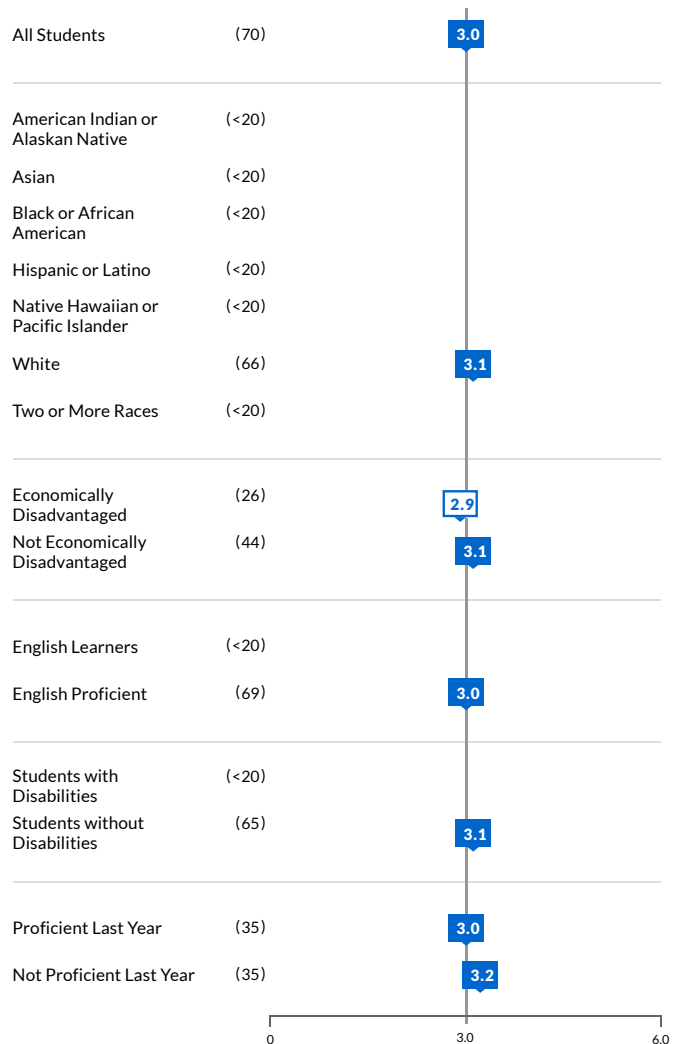 All Students (70) 3.0
American Indian or
Alaskan Native (<20)
Asian (<20)
Black or African
American (<20)
Hispanic or Latino (<20)
Native Hawaiian or
Pacific Islander (<20)
White (66) 3.1
Two or More Races (<20)
Economically
Disadvantaged (26) 2.9
Not Economically
Disadvantaged (44) 3.1
English Learners (<20)
English Proficient (69) 3.0
Students with
Disabilities (<20)
Students without
Disabilities (65) 3.1
Proficient Last Year (35) 3.0
Not Proficient Last Year (35) 3.2
0 3.0 6.0